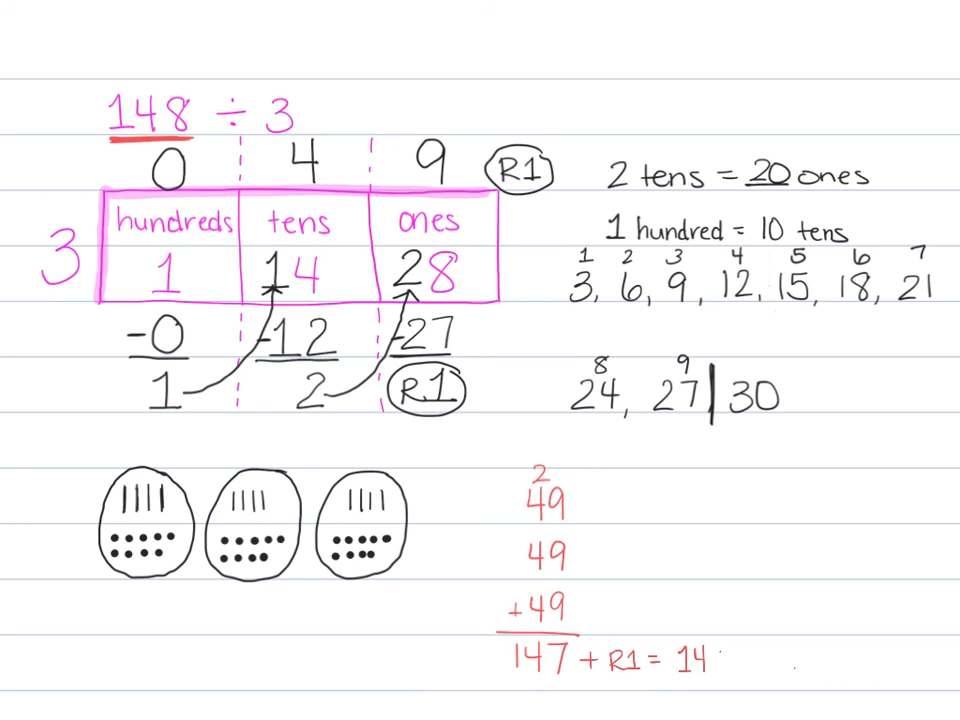 148 ÷ 3
0 4 9 R1
hundreds tens ones
3 1 14 28
-0 -12 -27
1 2 R1
2 tens = 20 ones
1 hundred = 10 tens
1 2 3 4 5 6 7
3, 6, 9, 12, 15, 18, 21
8 9
24, 27 | 30
2
49
49
+49
147 + R1 = 14